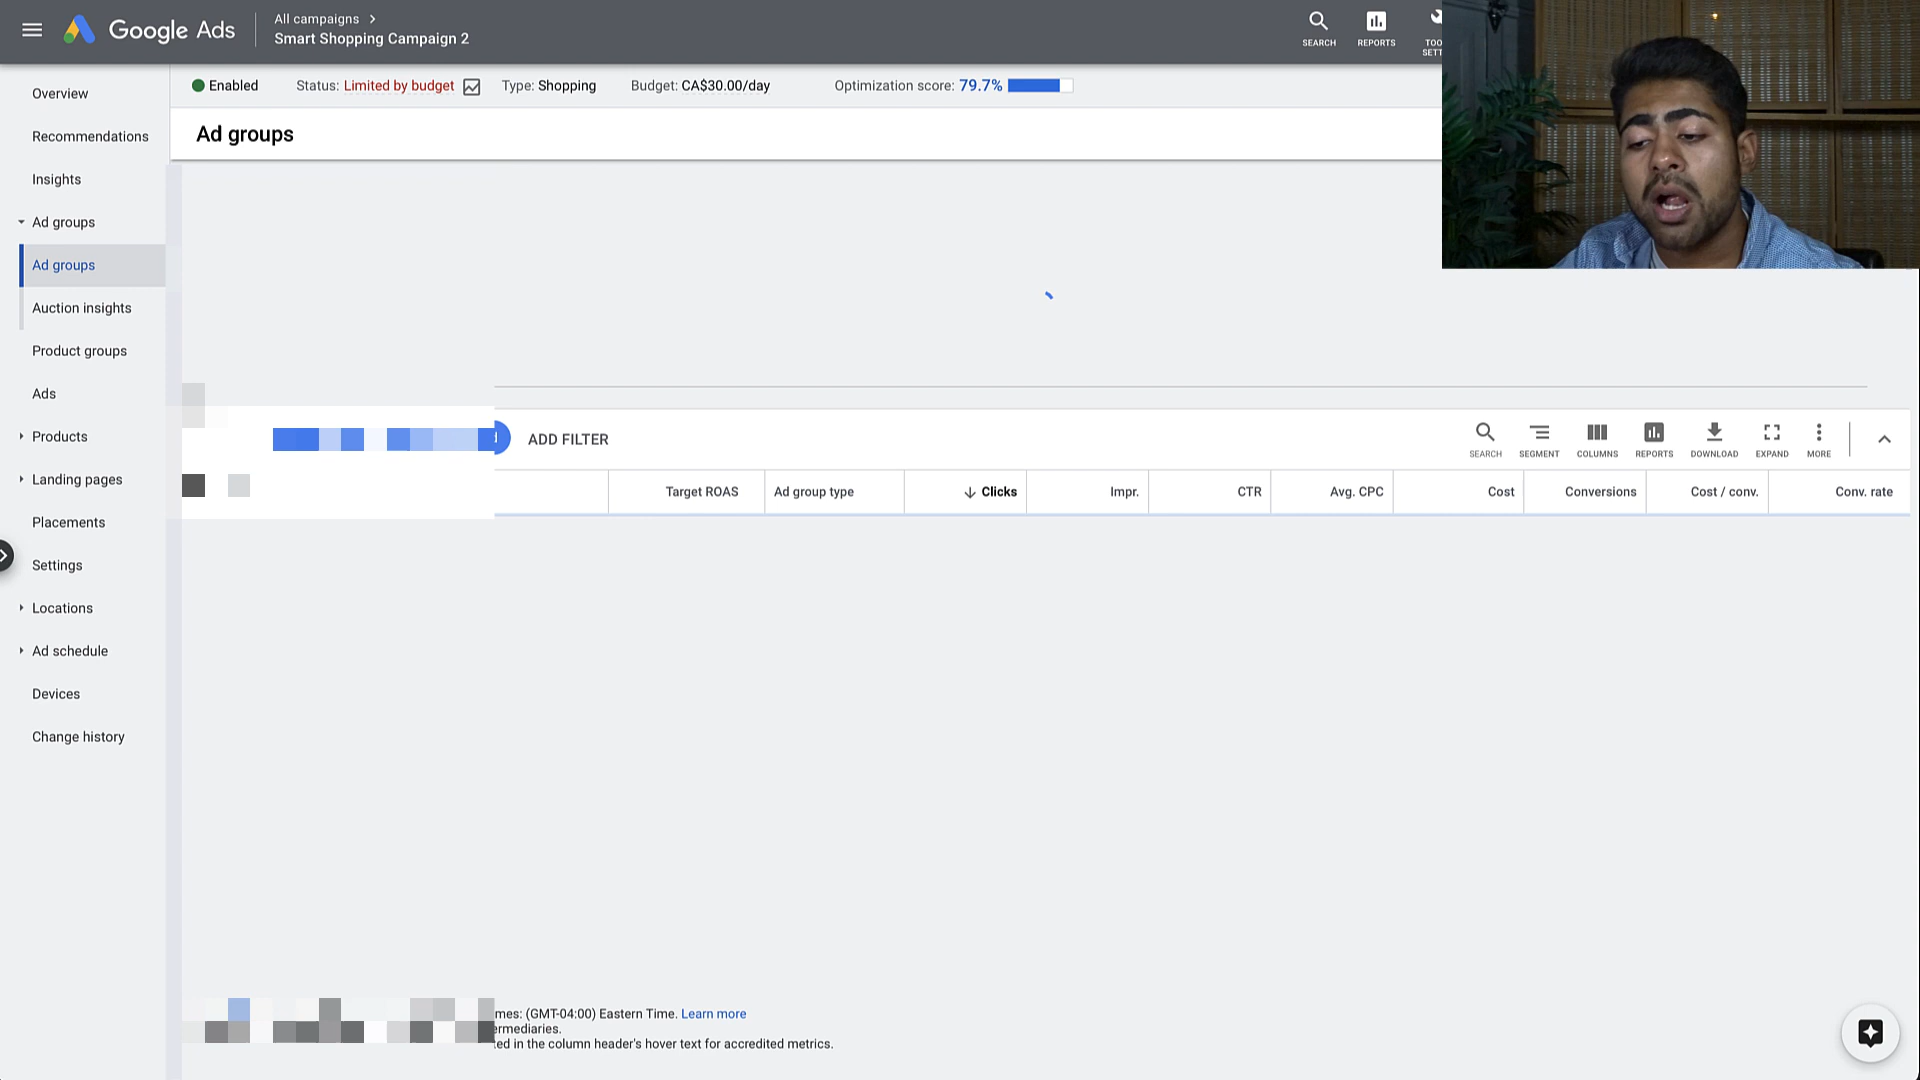 Google Ads
All campaigns
Smart Shopping Campaign 2
SEARCH
REPORTS
Enabled
Status: Limited by budget
Type: Shopping
Budget: CA$30.00/day
Optimization score: 79.7%
Ad groups
Overview
Recommendations
Insights
Ad groups
Ad groups
Auction insights
Product groups
Ads
Products
Landing pages
Placements
Settings
Locations
Ad schedule
Devices
Change history
ADD FILTER
SEARCH
SEGMENT
COLUMNS
REPORTS
DOWNLOAD
EXPAND
MORE
Target ROAS
Ad group type
Clicks
Impr.
CTR
Avg. CPC
Cost
Conversions
Cost / conv.
Conv. rate
(GMT-04:00) Eastern Time. Learn more
in the column header's hover text for accredited metrics.